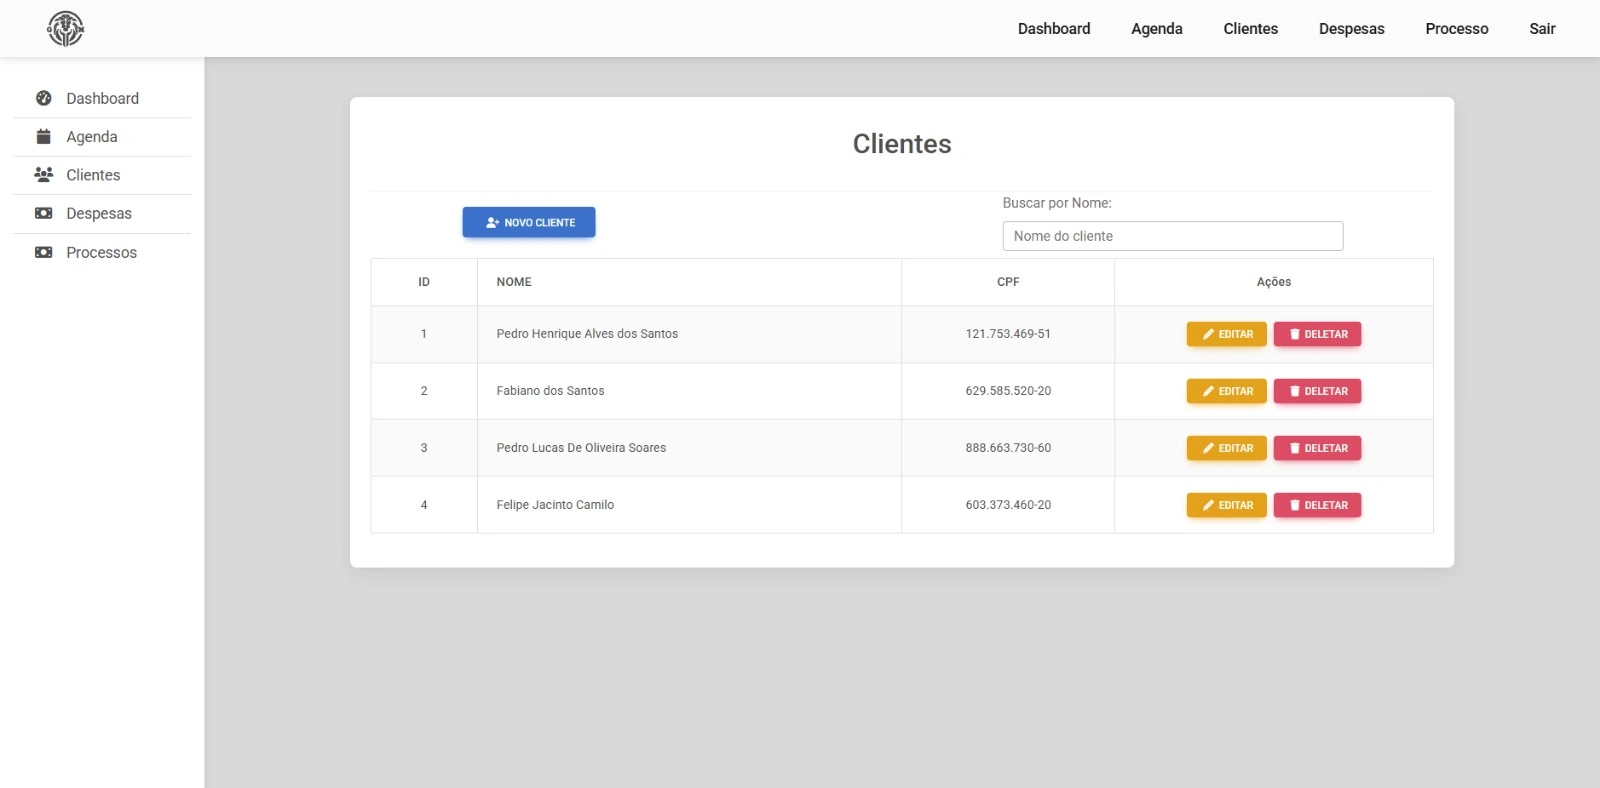 G M
Dashboard Agenda Clientes Despesas Processo Sair
Dashboard
Agenda
Clientes
Despesas
Processos
Clientes
Buscar por Nome:
NOVO CLIENTE
Nome do cliente
ID NOME CPF Ações
1 Pedro Henrique Alves dos Santos 121.753.469-51 EDITAR DELETAR
2 Fabiano dos Santos 629.585.520-20 EDITAR DELETAR
3 Pedro Lucas De Oliveira Soares 888.663.730-60 EDITAR DELETAR
4 Felipe Jacinto Camilo 603.373.460-20 EDITAR DELETAR